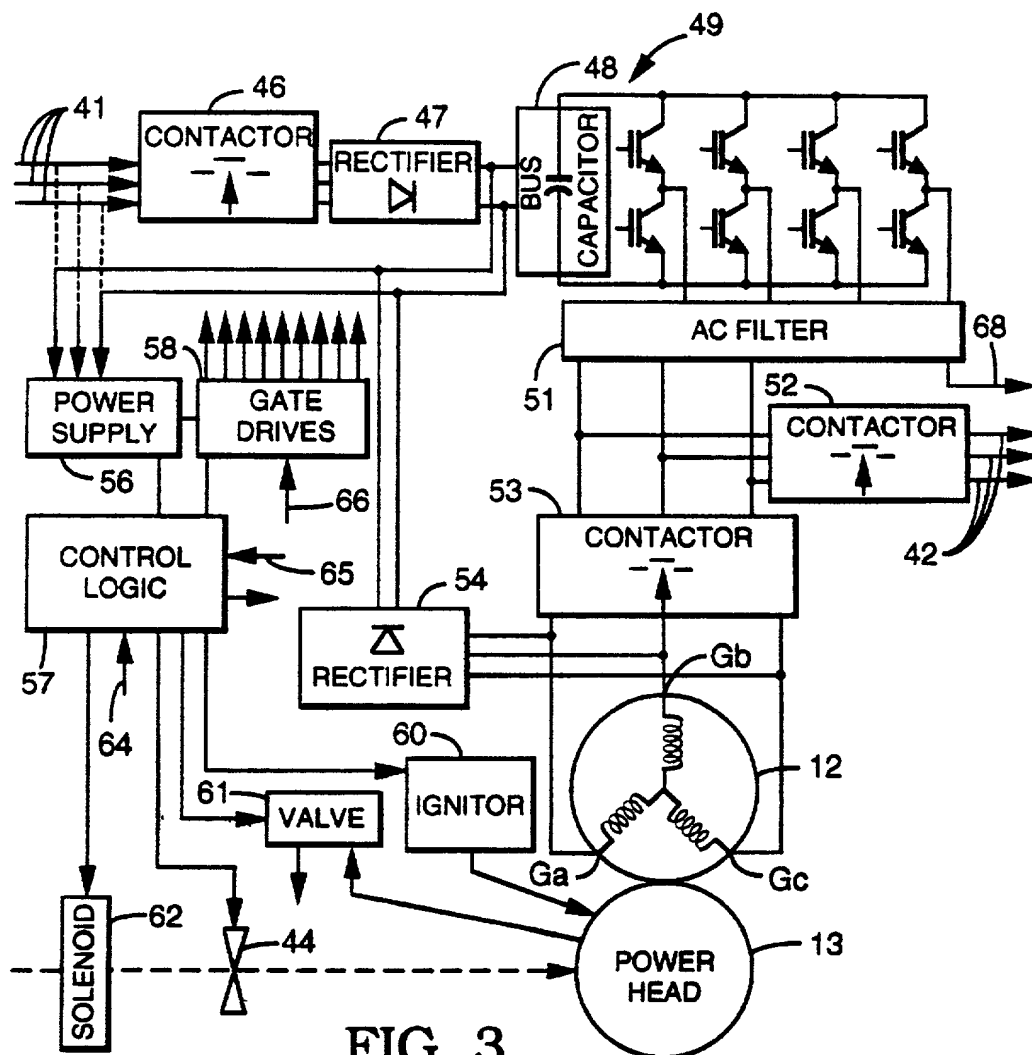 49
48
46
41
47
CONTACTOR
RECTIFIER
BUS
CAPACITOR
AC FILTER
68
58
51
52
POWER
SUPPLY
GATE
DRIVES
CONTACTOR
56
66
53
42
CONTROL
LOGIC
65
CONTACTOR
54
57
64
RECTIFIER
Gb
60
12
61
VALVE
IGNITOR
Ga
Gc
62
44
SOLENOID
13
POWER
HEAD
FIG. 3